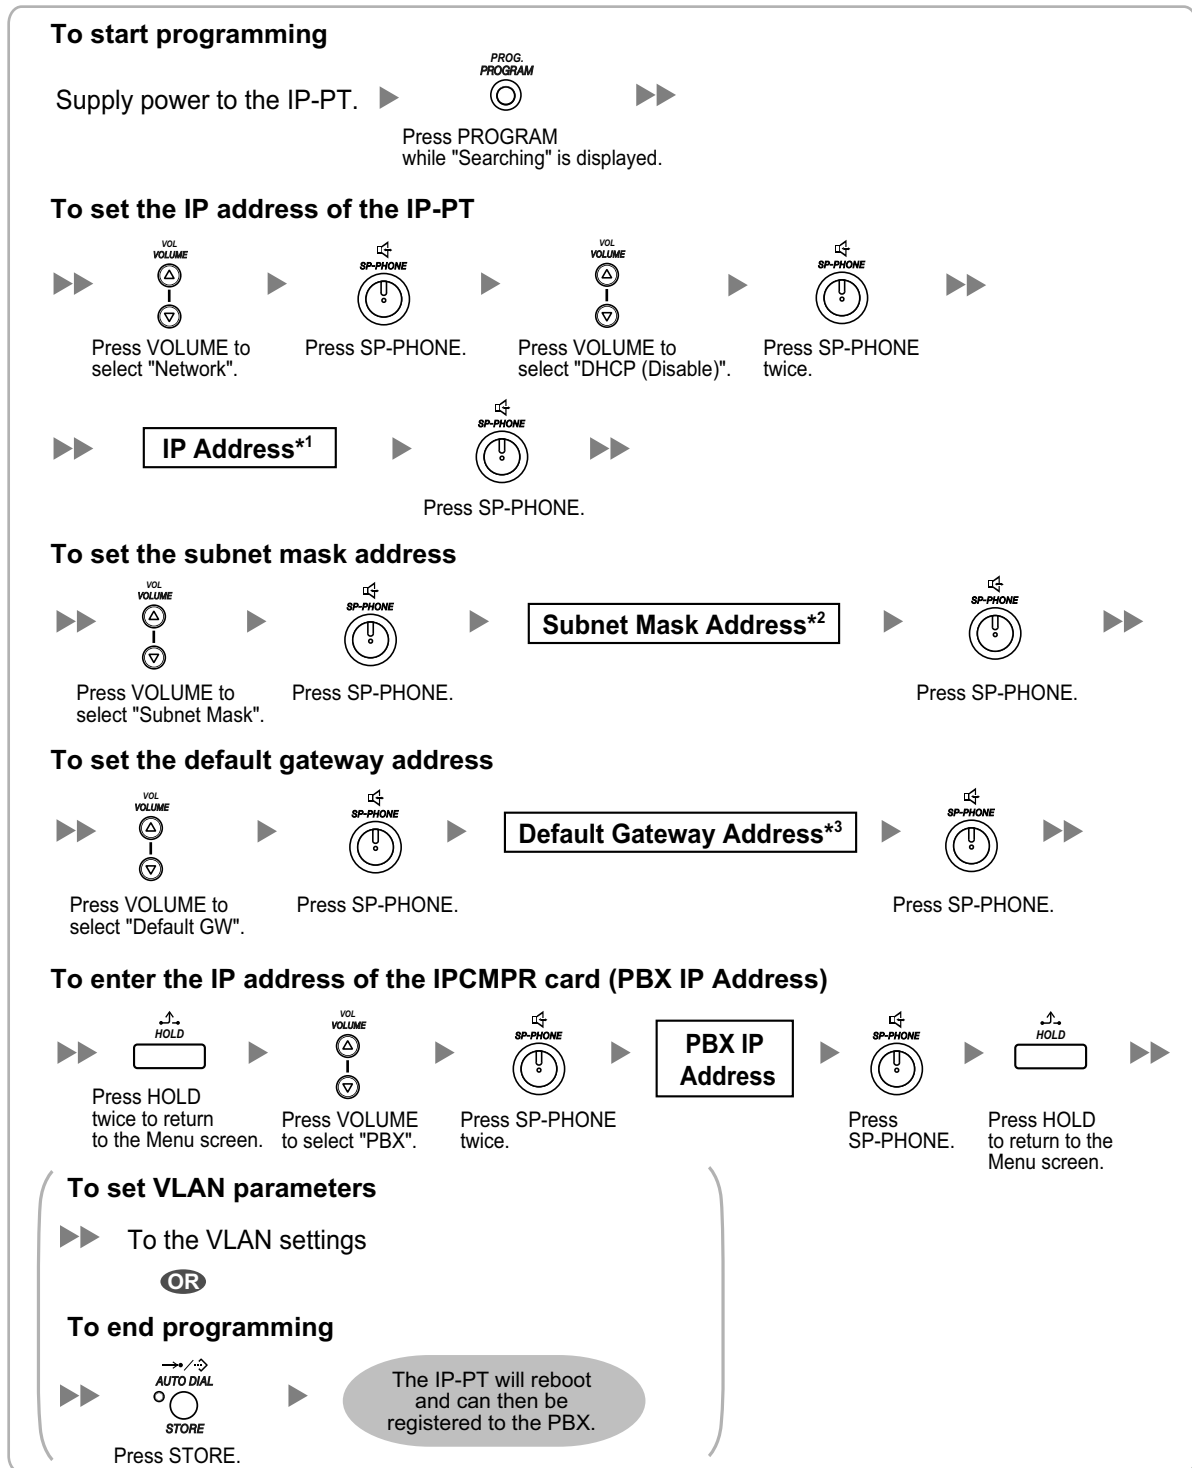 To start programming
Supply power to the IP-PT.
PROG.
PROGRAM
Press PROGRAM
while "Searching" is displayed.
To set the IP address of the IP-PT
VOL
VOLUME
Press VOLUME to
select "Network".
SP-PHONE
Press SP-PHONE.
VOL
VOLUME
Press VOLUME to
select "DHCP (Disable)".
SP-PHONE
Press SP-PHONE
twice.
IP Address*1
SP-PHONE
Press SP-PHONE.
To set the subnet mask address
VOL
VOLUME
Press VOLUME to
select "Subnet Mask".
SP-PHONE
Press SP-PHONE.
Subnet Mask Address*2
SP-PHONE
Press SP-PHONE.
To set the default gateway address
VOL
VOLUME
Press VOLUME to
select "Default GW".
SP-PHONE
Press SP-PHONE.
Default Gateway Address*3
SP-PHONE
Press SP-PHONE.
To enter the IP address of the IPCMPR card (PBX IP Address)
HOLD
Press HOLD
twice to return
to the Menu screen.
VOL
VOLUME
Press VOLUME
to select "PBX".
SP-PHONE
Press SP-PHONE
twice.
PBX IP
Address
SP-PHONE
Press
SP-PHONE.
HOLD
Press HOLD
to return to the
Menu screen.
To set VLAN parameters
To the VLAN settings
OR
To end programming
AUTO DIAL
STORE
Press STORE.
The IP-PT will reboot
and can then be
registered to the PBX.